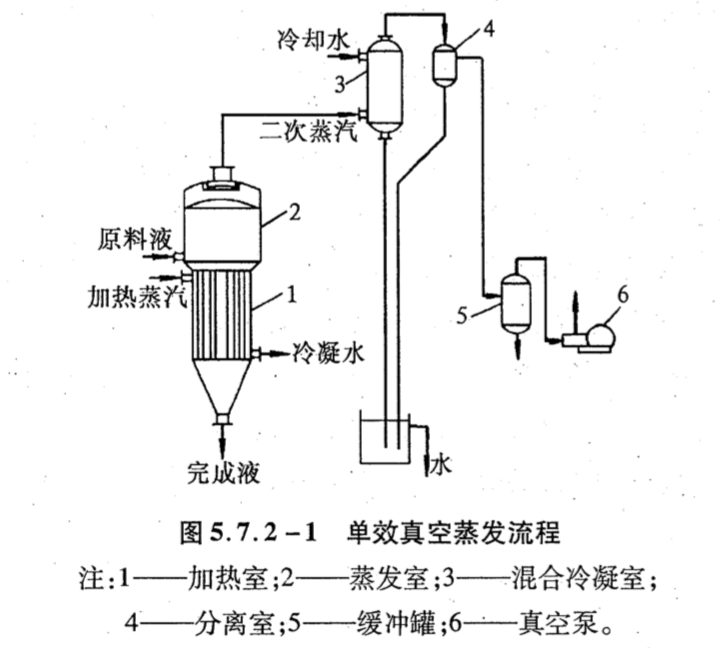 冷却水
4
3
二次蒸汽
2
原料液
加热蒸汽
1
冷凝水
5
6
完成液
水
图5.7.2-1 单效真空蒸发流程
注:1——加热室;2——蒸发室;3——混合冷凝室;
4——分离室;5——缓冲罐;6——真空泵。